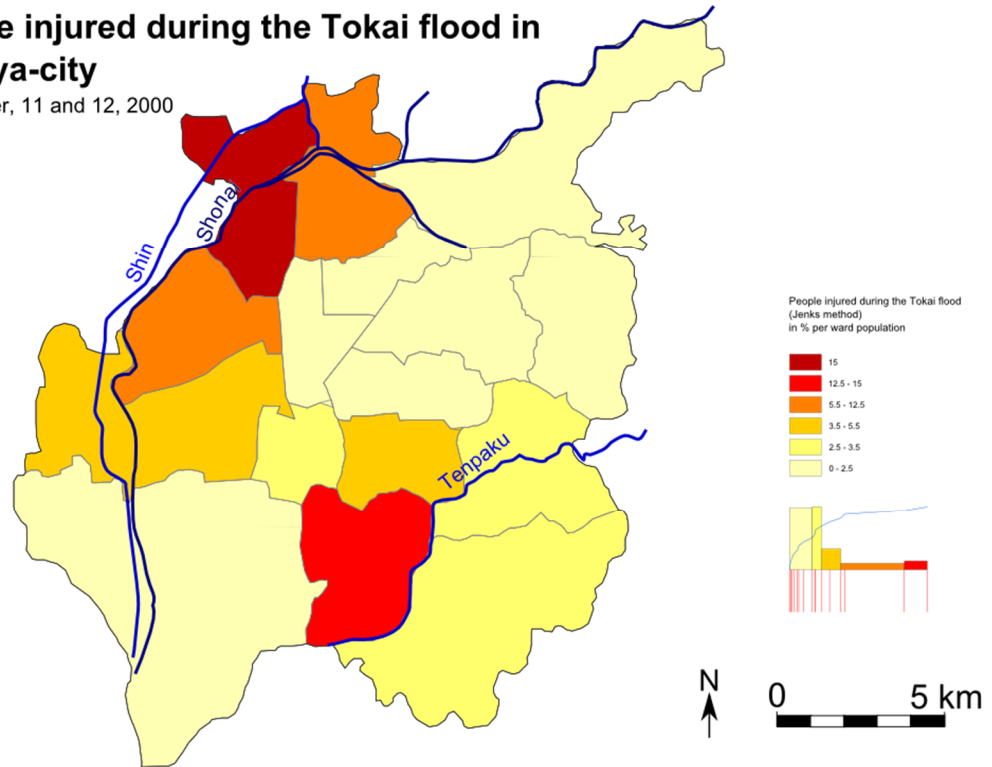 e injured during the Tokai flood in
ya-city
er, 11 and 12, 2000
Shona
Shin
Tenpaku
People injured during the Tokai flood
(Jenks method)
in % per ward population
15
12.5 - 15
5.5 - 12.5
3.5 - 5.5
2.5 - 3.5
0 - 2.5
N
0 5 km